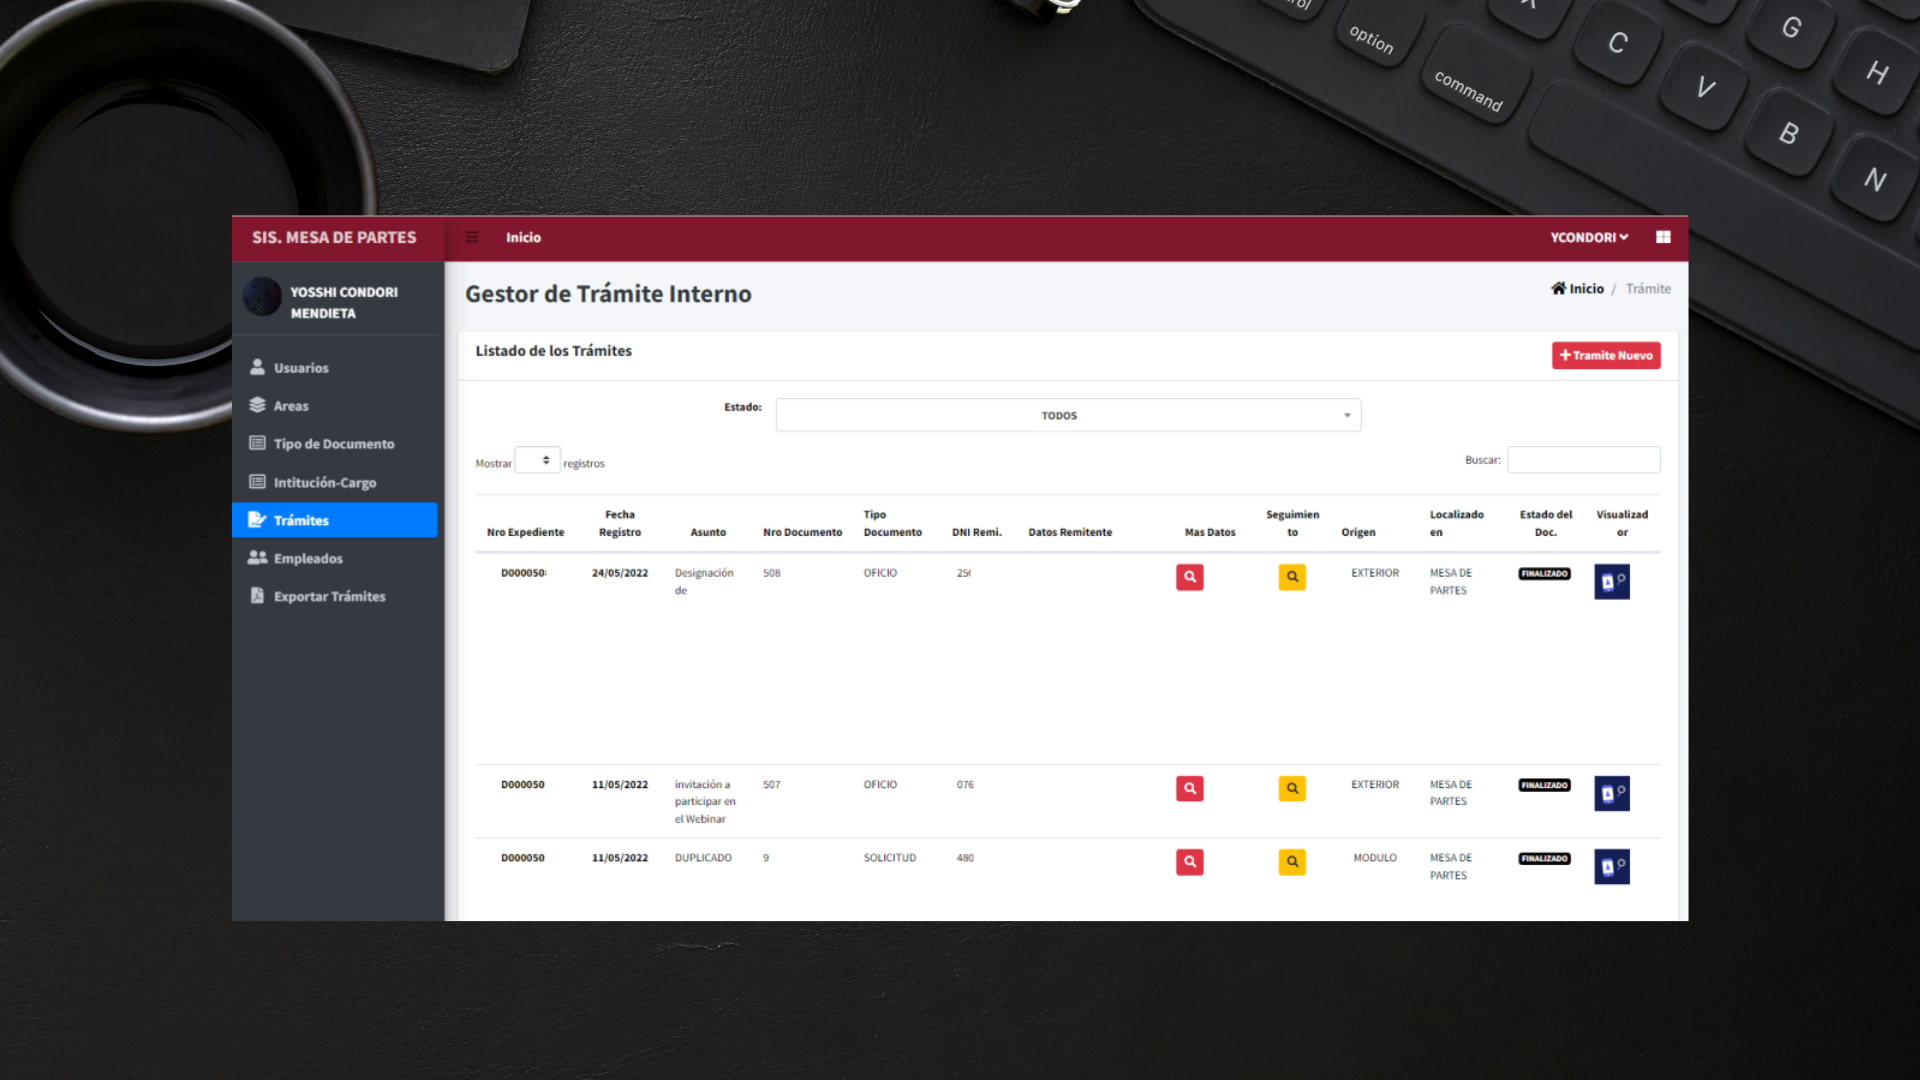 option
command
C
V
B
G
H
N
SIS. MESA DE PARTES
Inicio
YCONDORI
YOSSHI CONDORI
MENDIETA
Gestor de Trámite Interno
Inicio / Trámite
Usuarios
Areas
Tipo de Documento
Intitución-Cargo
Trámites
Empleados
Exportar Trámites
Listado de los Trámites
Tramite Nuevo
Estado: TODOS
Mostrar registros
Buscar:
Nro Expediente Fecha Registro Asunto Nro Documento Tipo Documento DNI Remi. Datos Remitente Mas Datos Seguimien to Origen Localizado en Estado del Doc. Visualizad or
D000050 24/05/2022 Designación de 508 OFICIO 25 EXTERIOR MESA DE PARTES FINALIZADO
D000050 11/05/2022 invitación a participar en el Webinar 507 OFICIO 076 EXTERIOR MESA DE PARTES FINALIZADO
D000050 11/05/2022 DUPLICADO 9 SOLICITUD 480 MODULO MESA DE PARTES FINALIZADO